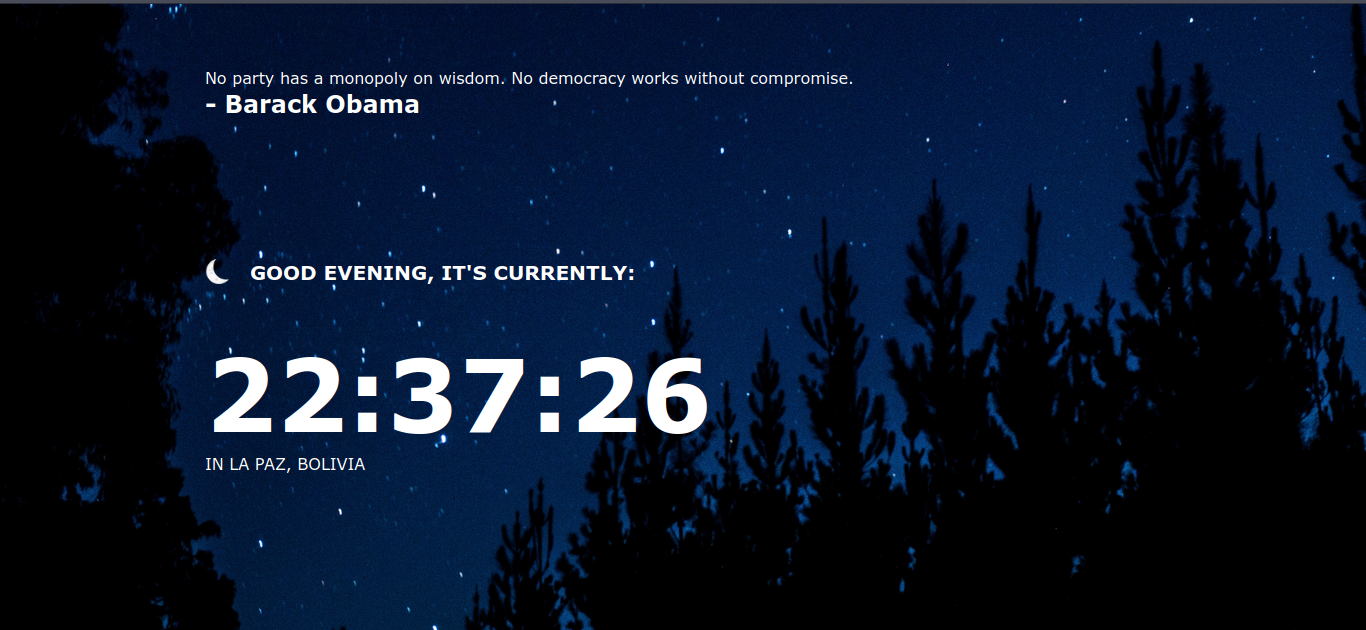 No party has a monopoly on wisdom. No democracy works without compromise.
- Barack Obama
GOOD EVENING, IT'S CURRENTLY:
22:37:26
IN LA PAZ, BOLIVIA